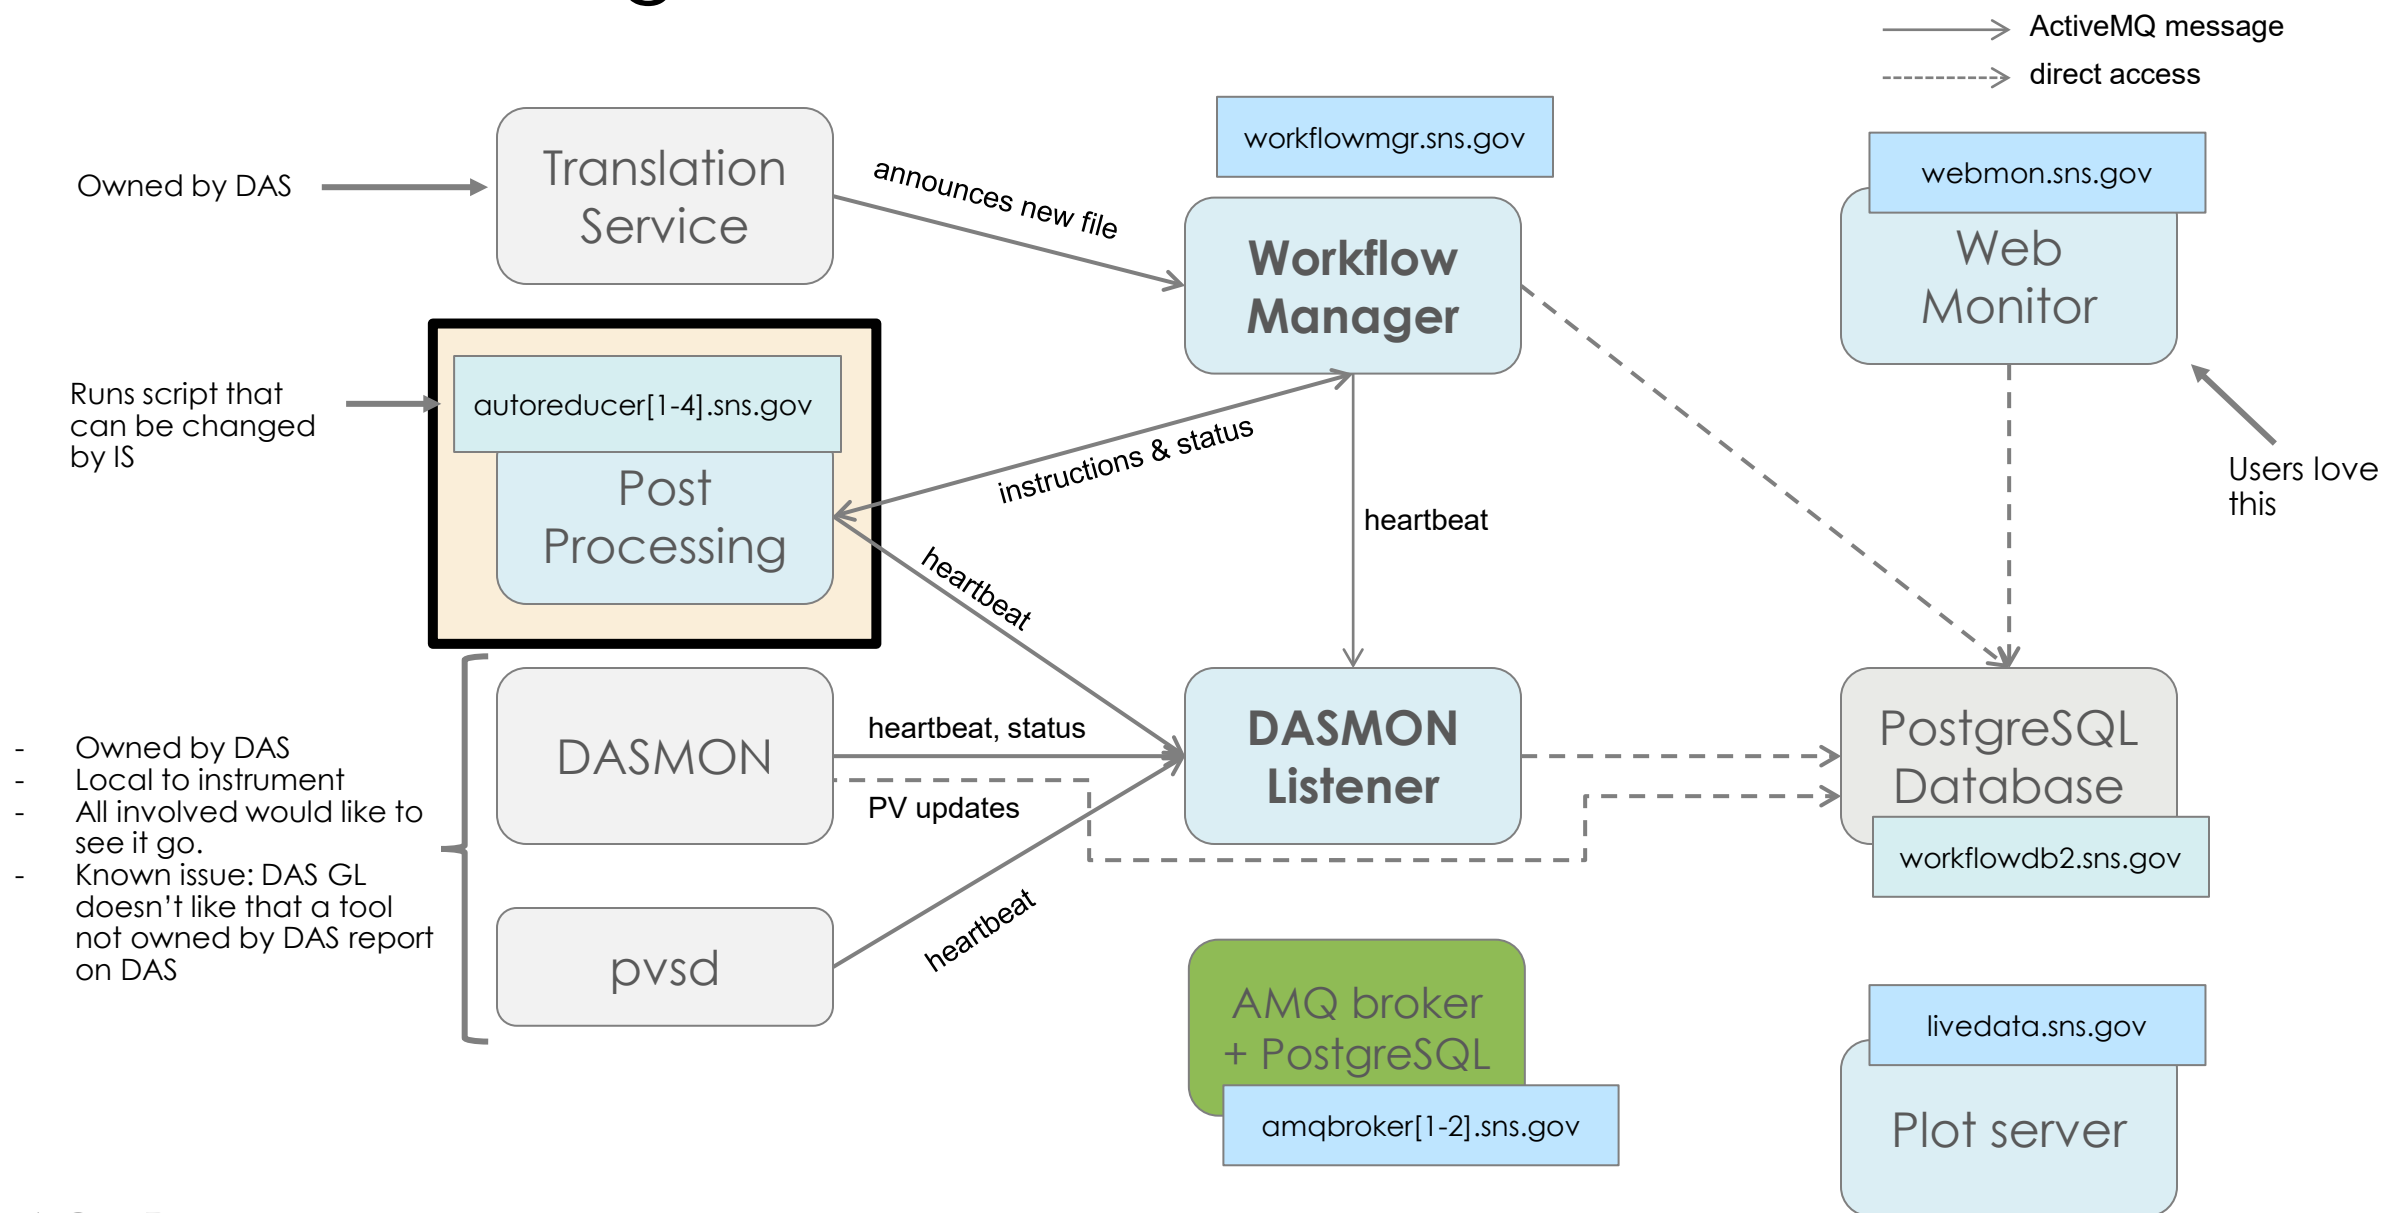 ActiveMQ message
direct access
workflowmgr.sns.gov
webmon.sns.gov
Owned by DAS
Translation
Service
announces new file
Workflow
Manager
Web
Monitor
Runs script that
can be changed
by IS
autoreducer[1-4].sns.gov
Post
Processing
instructions & status
heartbeat
heartbeat
Users love
this
- Owned by DAS
- Local to instrument
- All involved would like to
see it go.
- Known issue: DAS GL
doesn't like that a tool
not owned by DAS report
on DAS
DASMON
heartbeat, status
PV updates
DASMON
Listener
PostgreSQL
Database
workflowdb2.sns.gov
pvsd
heartbeat
AMQ broker
+ PostgreSQL
amqbroker[1-2].sns.gov
livedata.sns.gov
Plot server